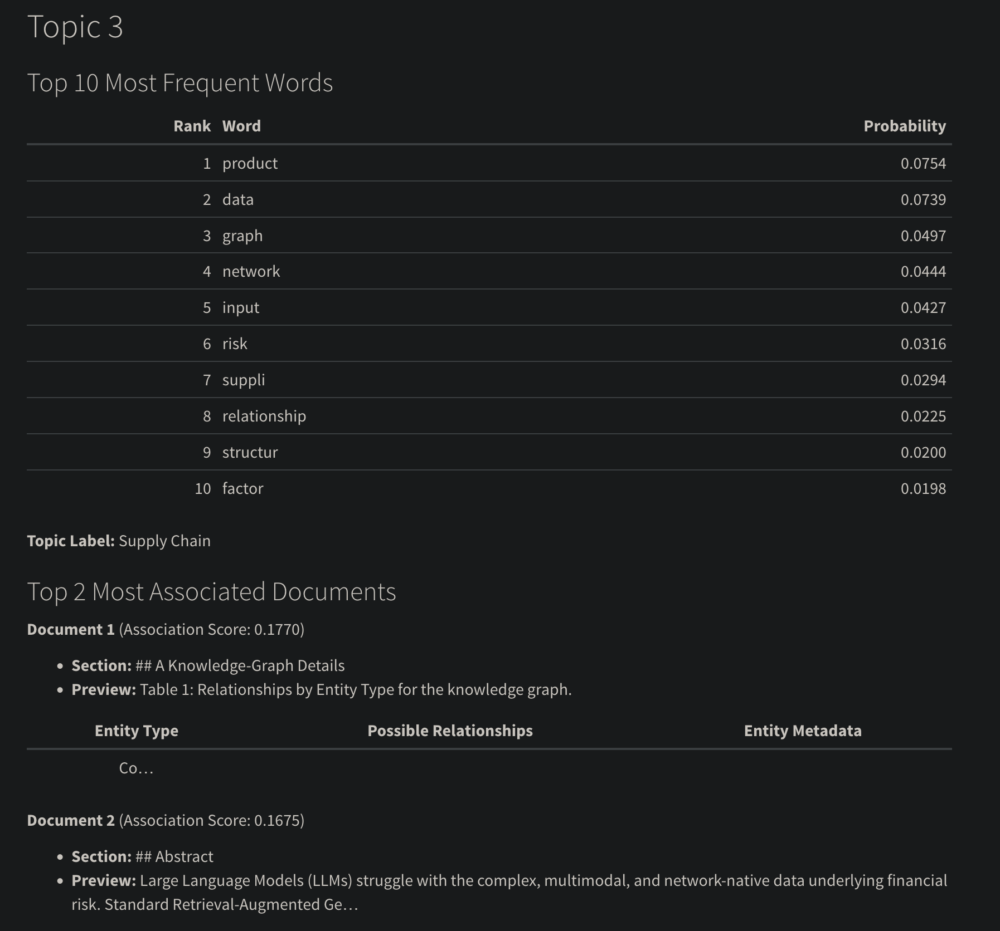 Topic 3
Top 10 Most Frequent Words
Rank Word Probability
1 product 0.0754
2 data 0.0739
3 graph 0.0497
4 network 0.0444
5 input 0.0427
6 risk 0.0316
7 suppli 0.0294
8 relationship 0.0225
9 structur 0.0200
10 factor 0.0198
Topic Label: Supply Chain
Top 2 Most Associated Documents
Document 1 (Association Score: 0.1770)
• Section: ## A Knowledge-Graph Details
• Preview: Table 1: Relationships by Entity Type for the knowledge graph.
Entity Type Possible Relationships Entity Metadata
Co…
Document 2 (Association Score: 0.1675)
• Section: ## Abstract
• Preview: Large Language Models (LLMs) struggle with the complex, multimodal, and network-native data underlying financial
risk. Standard Retrieval-Augmented Ge…